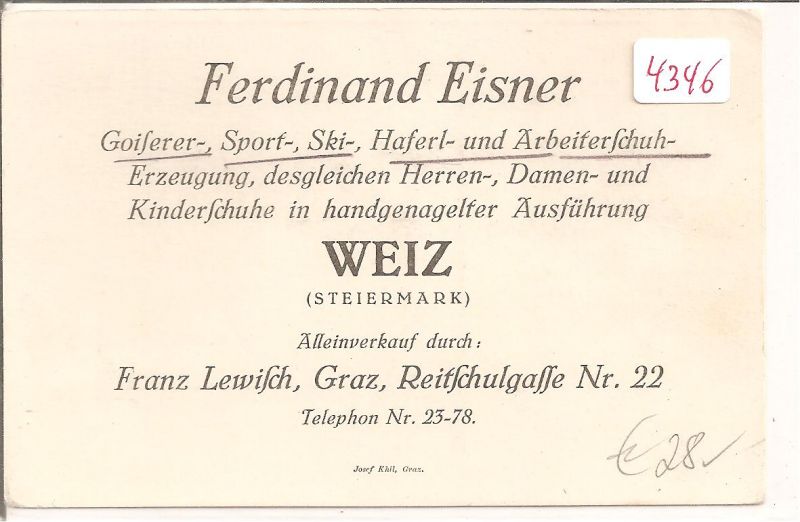 4346
Ferdinand Eisner
Goiſerer-, Sport-, Ski-, Haferl- und Arbeiterſchuh-
Erzeugung, desgleichen Herren-, Damen- und
Kinderſchuhe in handgenagelter Ausführung
WEIZ
(STEIERMARK)
Alleinverkauf durch:
Franz Lewiſch, Graz, Reitſchulgaſſe Nr. 22
Telephon Nr. 23-78.
€ 28.-
Josef Khil, Graz.